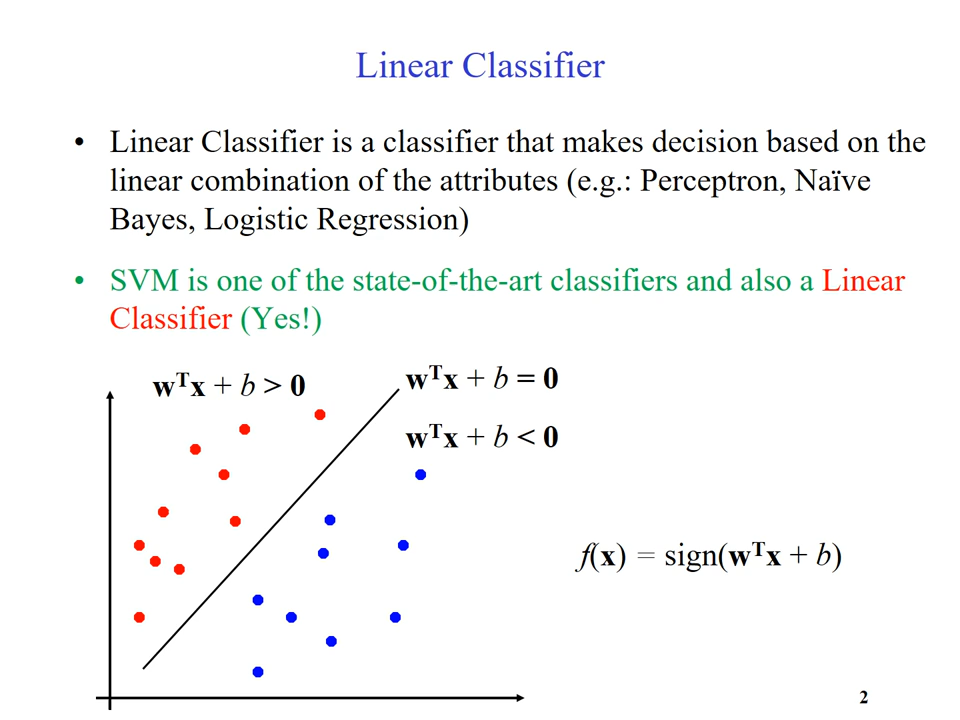 Linear Classifier
• Linear Classifier is a classifier that makes decision based on the
linear combination of the attributes (e.g.: Perceptron, Naïve
Bayes, Logistic Regression)
• SVM is one of the state-of-the-art classifiers and also a Linear
Classifier (Yes!)
wᵀx + b > 0
wᵀx + b = 0
wᵀx + b < 0
f(x) = sign(wᵀx + b)
2